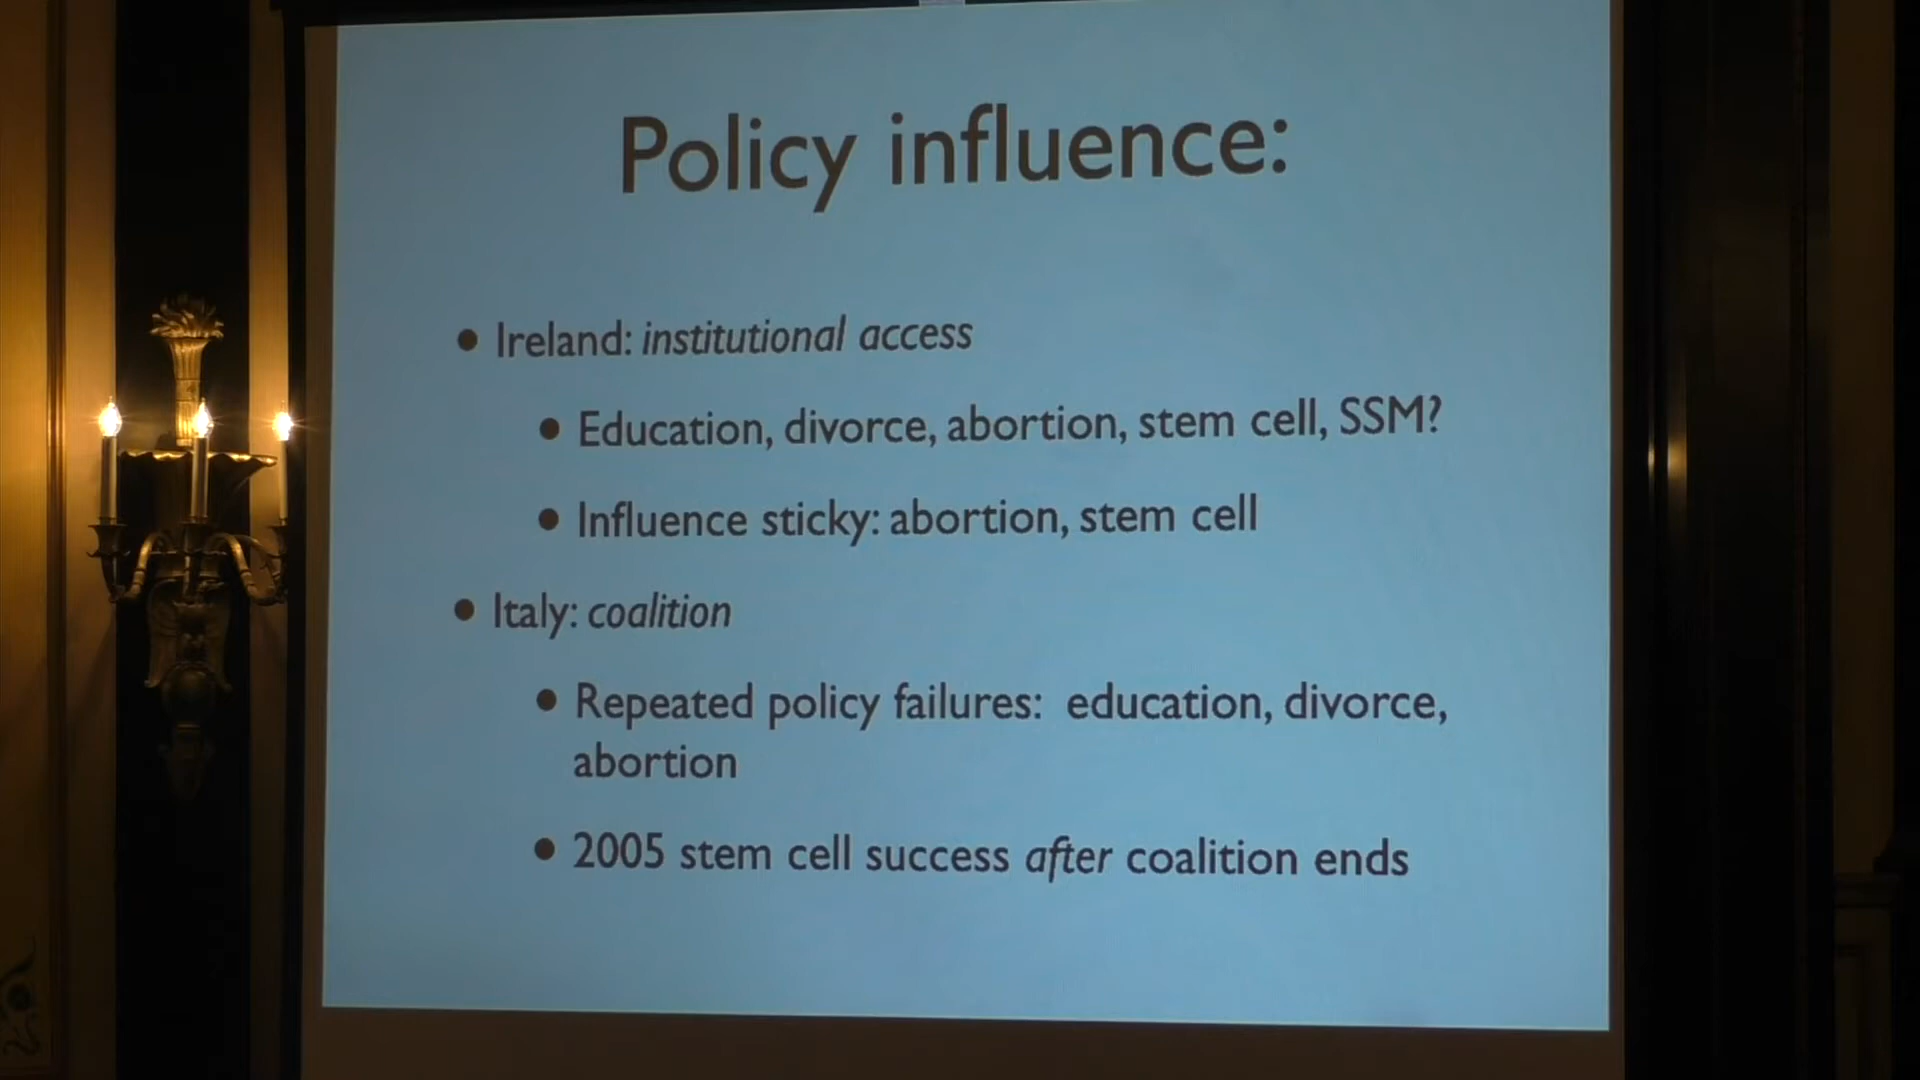 Policy influence:
• Ireland: institutional access
• Education, divorce, abortion, stem cell, SSM?
• Influence sticky: abortion, stem cell
• Italy: coalition
• Repeated policy failures: education, divorce,
abortion
• 2005 stem cell success after coalition ends